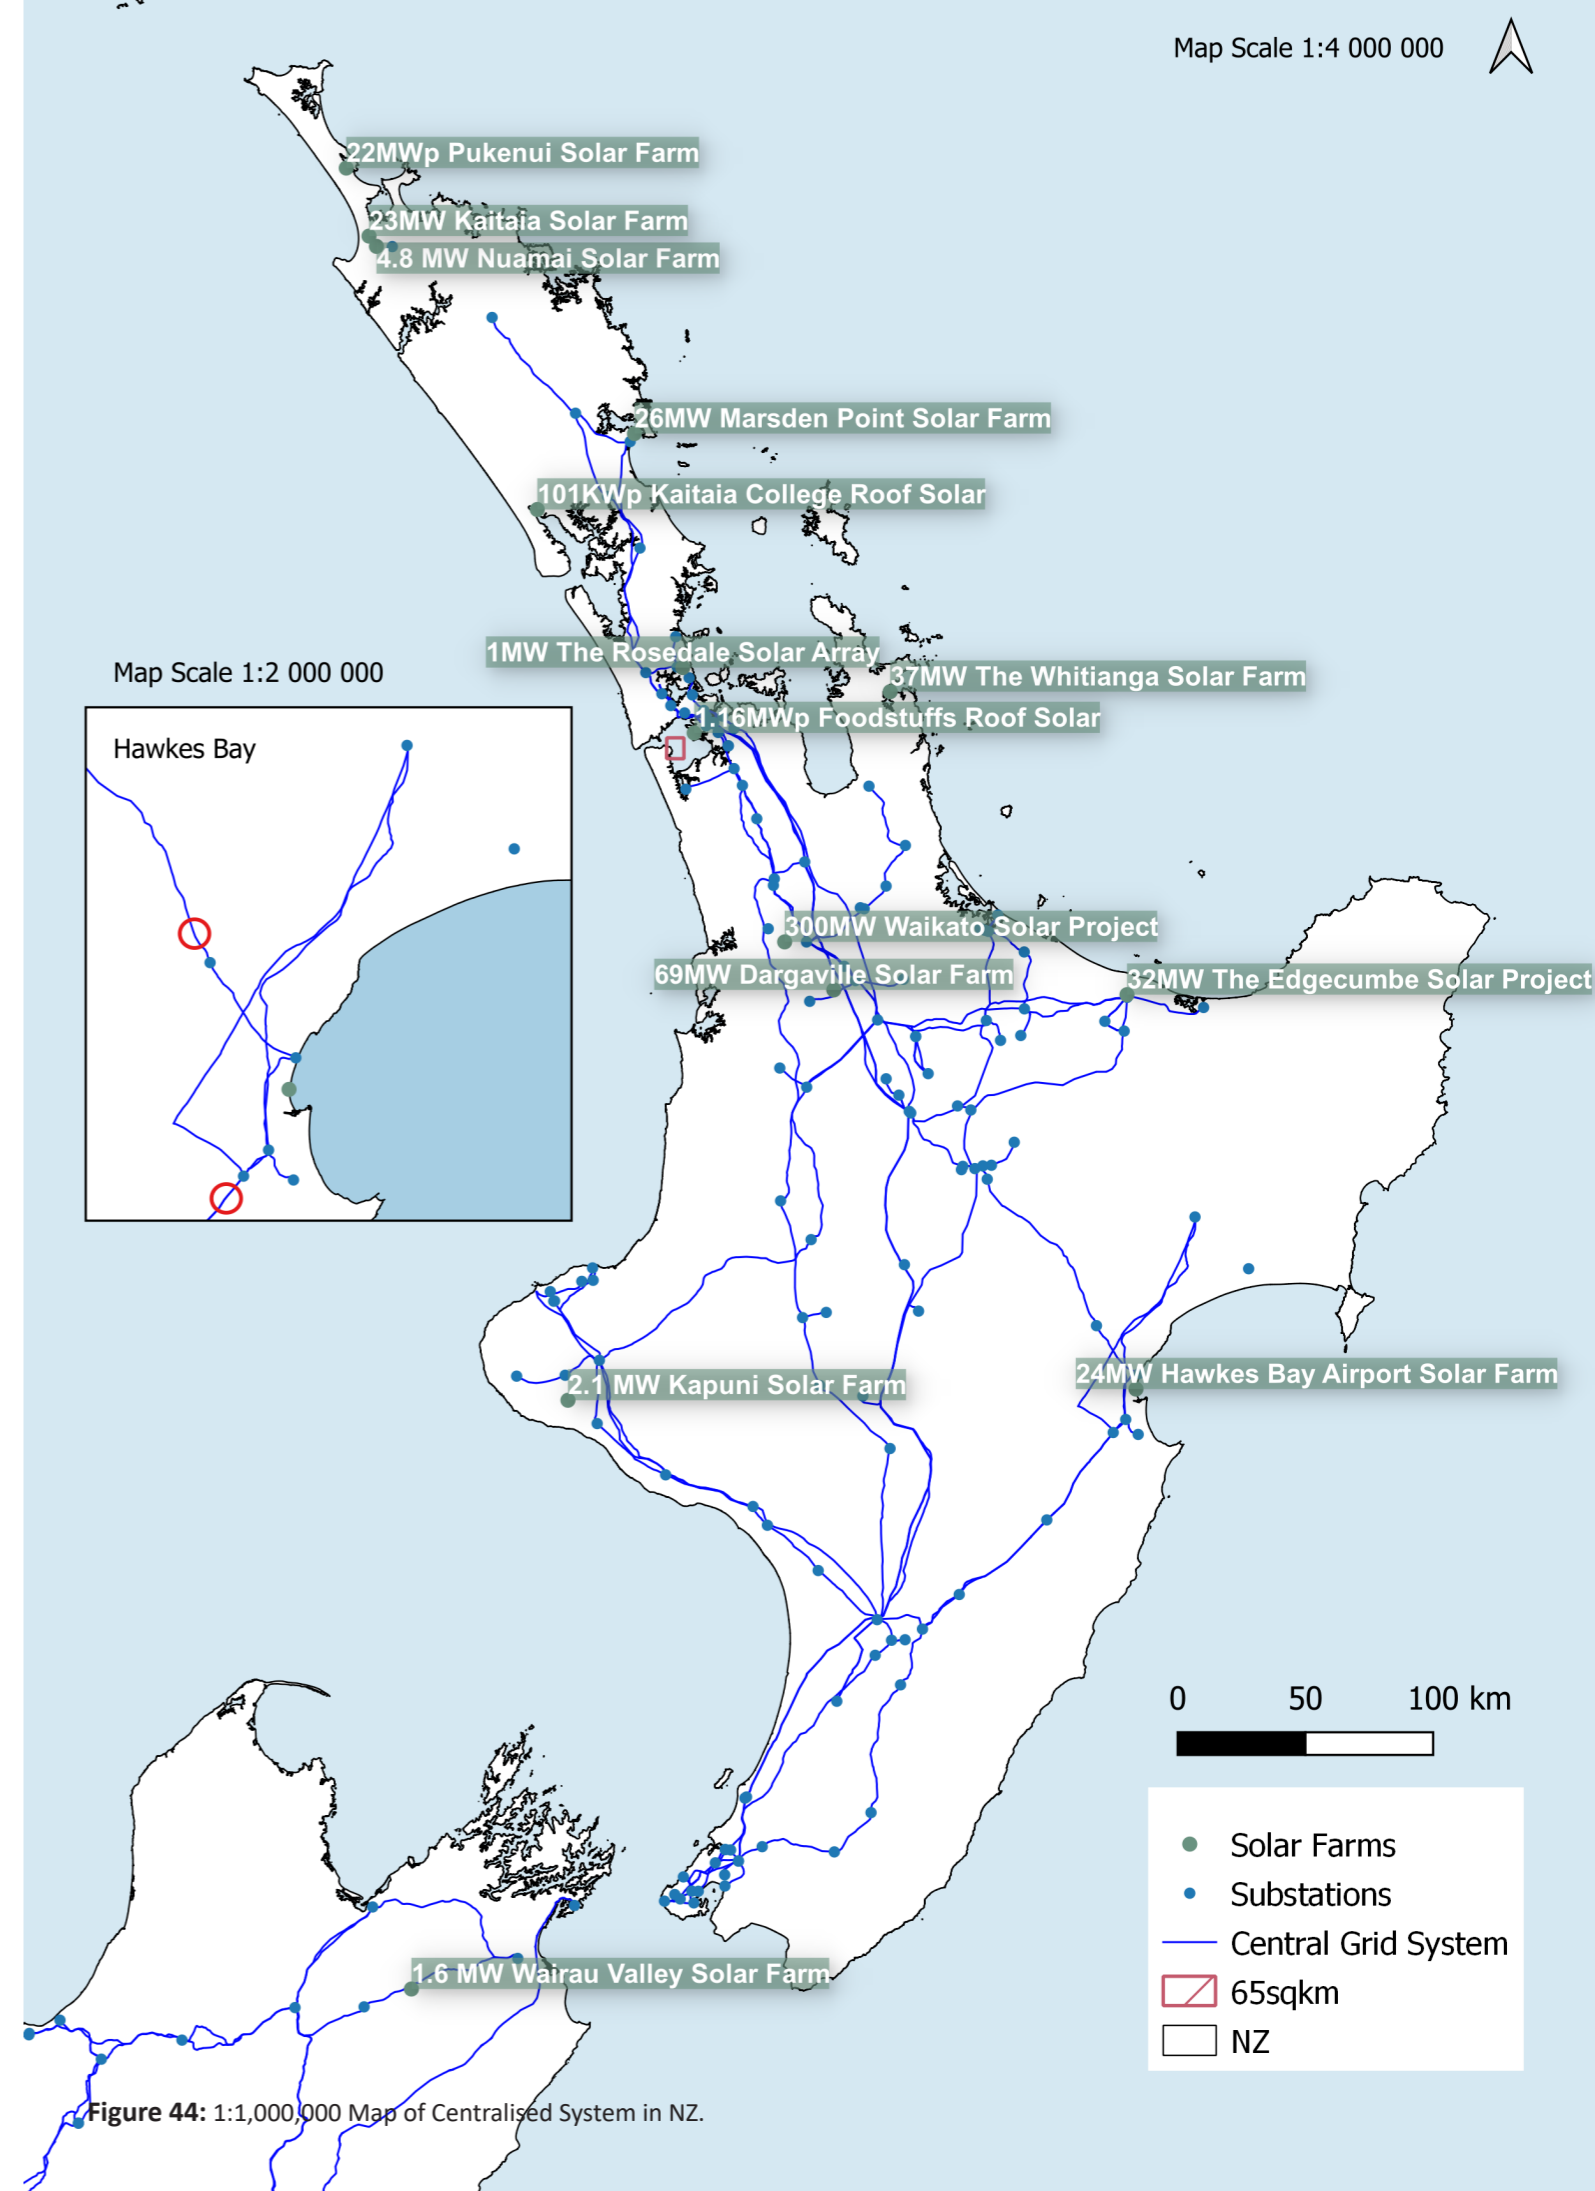 Map Scale 1:4 000 000
22MWp Pukenui Solar Farm
23MW Kaitaia Solar Farm
4.8 MW Nuamai Solar Farm
26MW Marsden Point Solar Farm
101KWp Kaitaia College Roof Solar
1MW The Rosedale Solar Array
37MW The Whitianga Solar Farm
1.16MWp Foodstuffs Roof Solar
Map Scale 1:2 000 000
Hawkes Bay
300MW Waikato Solar Project
69MW Dargaville Solar Farm
32MW The Edgecumbe Solar Project
24MW Hawkes Bay Airport Solar Farm
2.1 MW Kapuni Solar Farm
0 50 100 km
Solar Farms
Substations
Central Grid System
65sqkm
NZ
1.6 MW Wairau Valley Solar Farm
Figure 44: 1:1,000,000 Map of Centralised System in NZ.